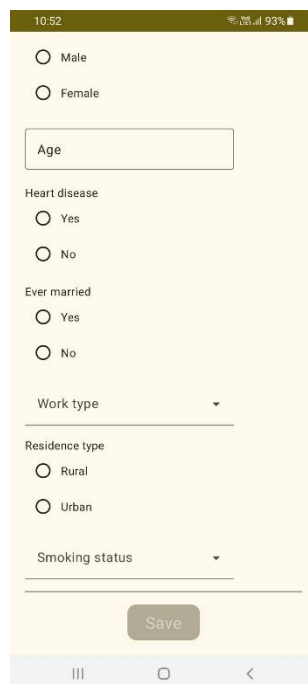 10:52 93%
Male
Female
Age
Heart disease
Yes
No
Ever married
Yes
No
Work type
Residence type
Rural
Urban
Smoking status
Save